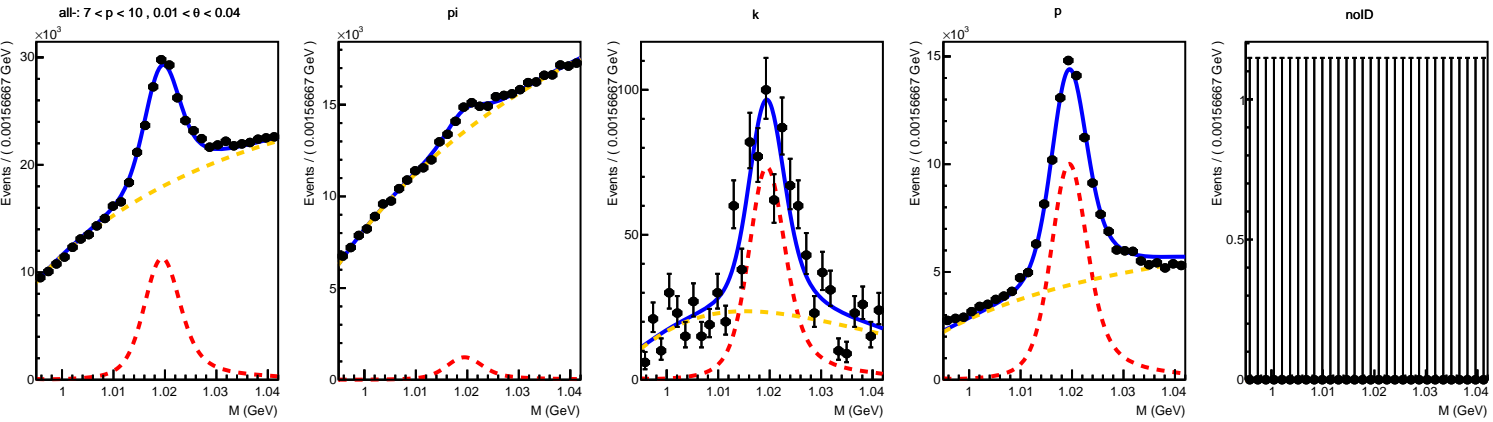 all-: 7 < p < 10 , 0.01 < θ < 0.04
×10³
Events / ( 0.00156667 GeV )
30
20
10
0
1 1.01 1.02 1.03 1.04
M (GeV)
pi
×10³
Events / ( 0.00156667 GeV )
15
10
5
0
1 1.01 1.02 1.03 1.04
M (GeV)
k
Events / ( 0.00156667 GeV )
100
50
0
1 1.01 1.02 1.03 1.04
M (GeV)
p
×10³
Events / ( 0.00156667 GeV )
15
10
5
0
1 1.01 1.02 1.03 1.04
M (GeV)
noID
Events / ( 0.00156667 GeV )
1
0.5
0
1 1.01 1.02 1.03 1.04
M (GeV)